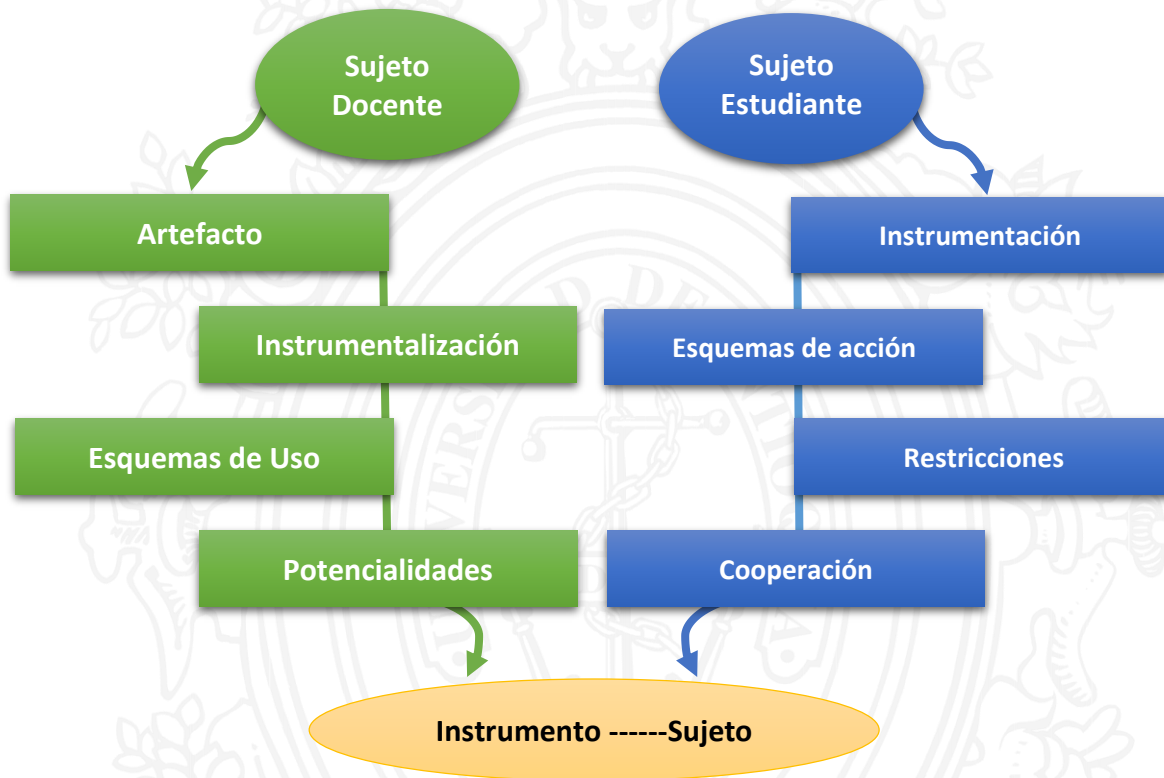 Sujeto
Docente
Sujeto
Estudiante
Artefacto
Instrumentación
Instrumentalización
Esquemas de acción
Esquemas de Uso
Restricciones
Potencialidades
Cooperación
Instrumento ------Sujeto